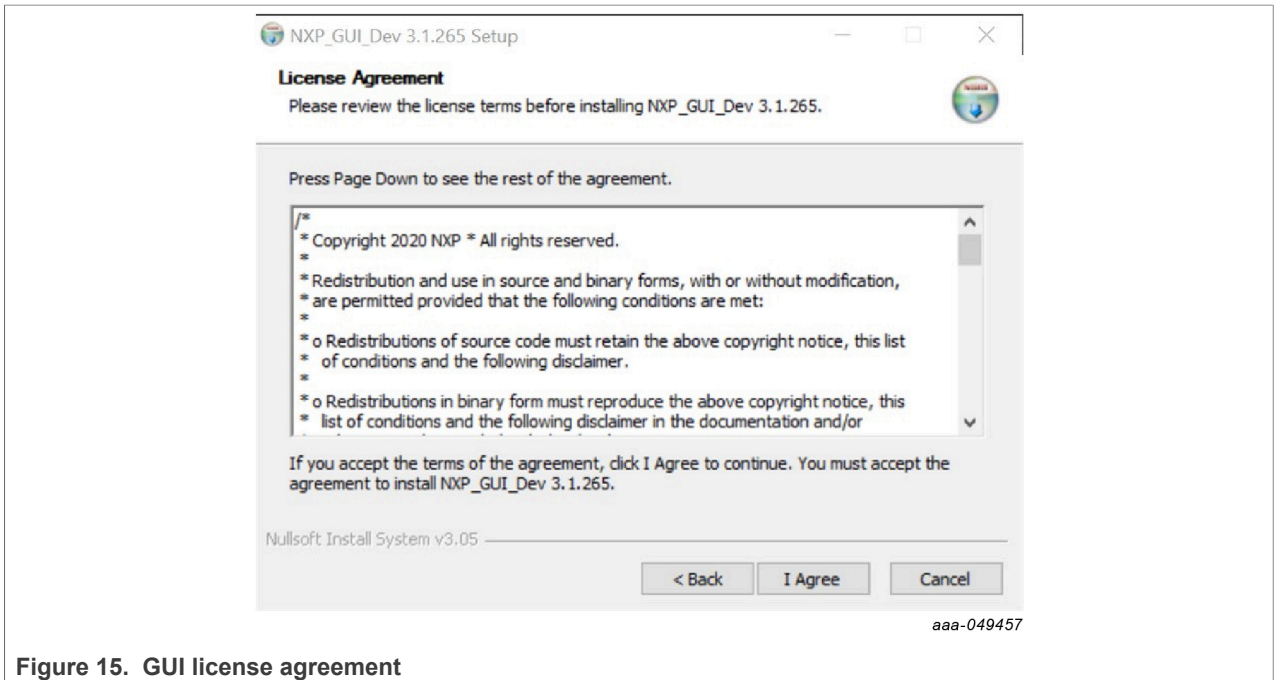 NXP_GUI_Dev 3.1.265 Setup
License Agreement
Please review the license terms before installing NXP_GUI_Dev 3.1.265.
Press Page Down to see the rest of the agreement.
/*
* Copyright 2020 NXP * All rights reserved.
*
* Redistribution and use in source and binary forms, with or without modification,
* are permitted provided that the following conditions are met:
*
* o Redistributions of source code must retain the above copyright notice, this list
* of conditions and the following disclaimer.
*
* o Redistributions in binary form must reproduce the above copyright notice, this
* list of conditions and the following disclaimer in the documentation and/or
If you accept the terms of the agreement, click I Agree to continue. You must accept the
agreement to install NXP_GUI_Dev 3.1.265.
Nullsoft Install System v3.05
< Back I Agree Cancel
aaa-049457
Figure 15. GUI license agreement